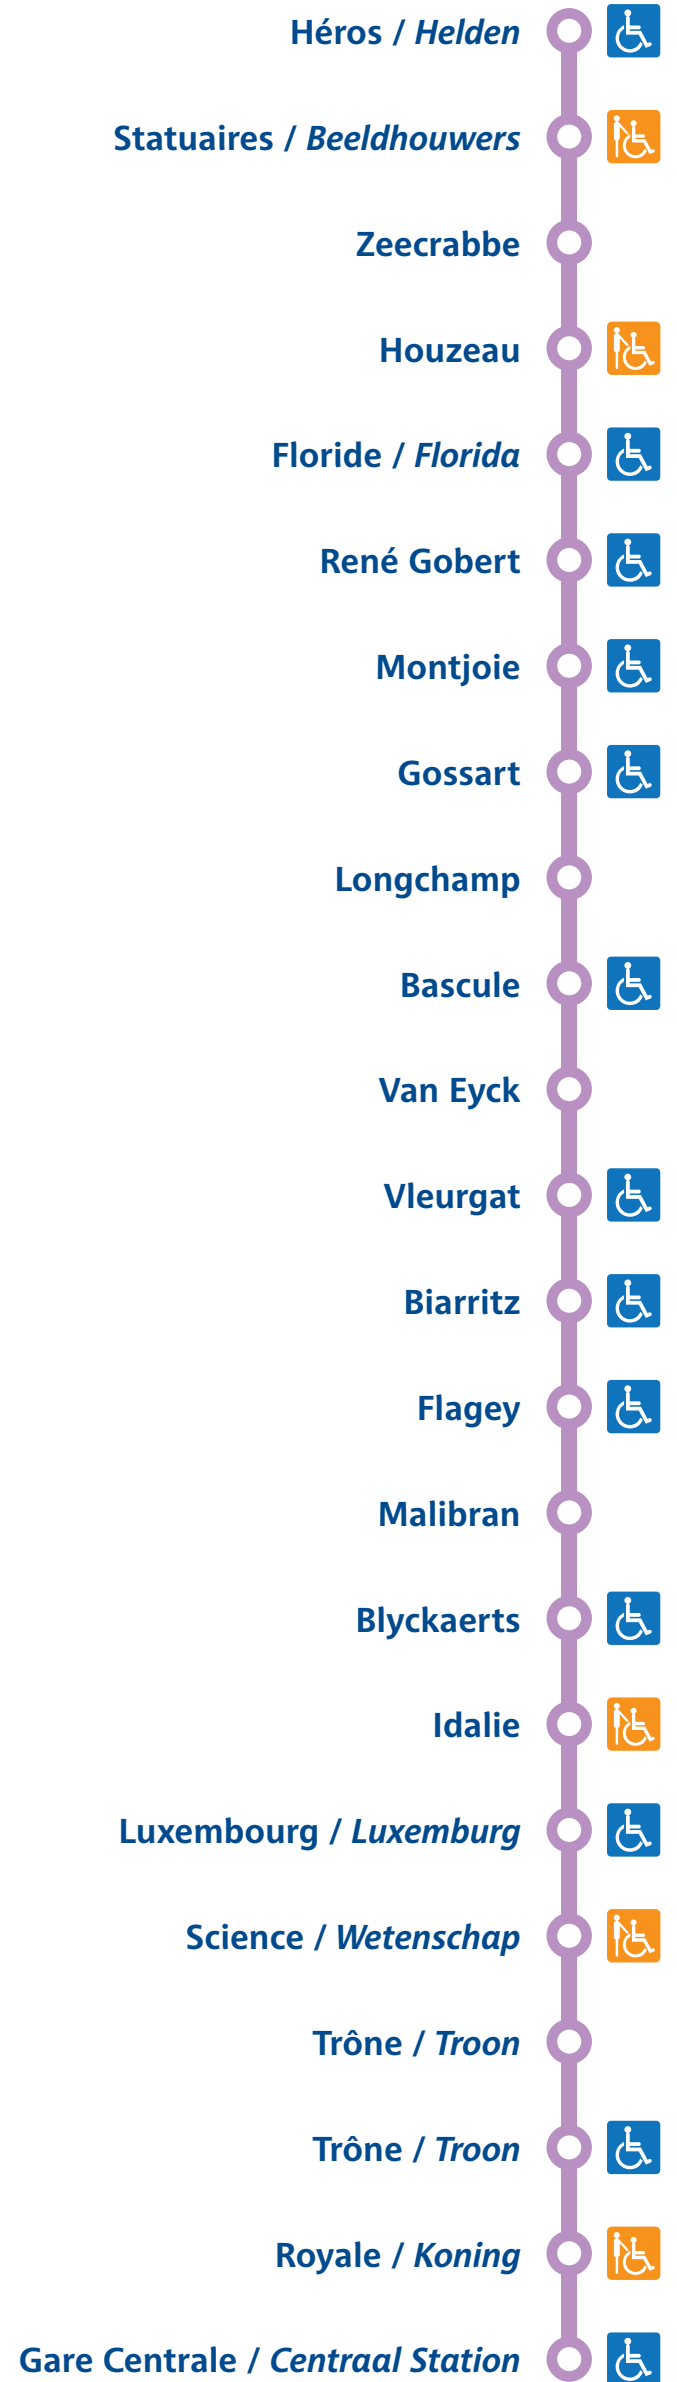 Héros / Helden
Statuaires / Beeldhouwers
Zeecrabbe
Houzeau
Floride / Florida
René Gobert
Montjoie
Gossart
Longchamp
Bascule
Van Eyck
Vleurgat
Biarritz
Flagey
Malibran
Blyckaerts
Idalie
Luxembourg / Luxemburg
Science / Wetenschap
Trône / Troon
Trône / Troon
Royale / Koning
Gare Centrale / Centraal Station